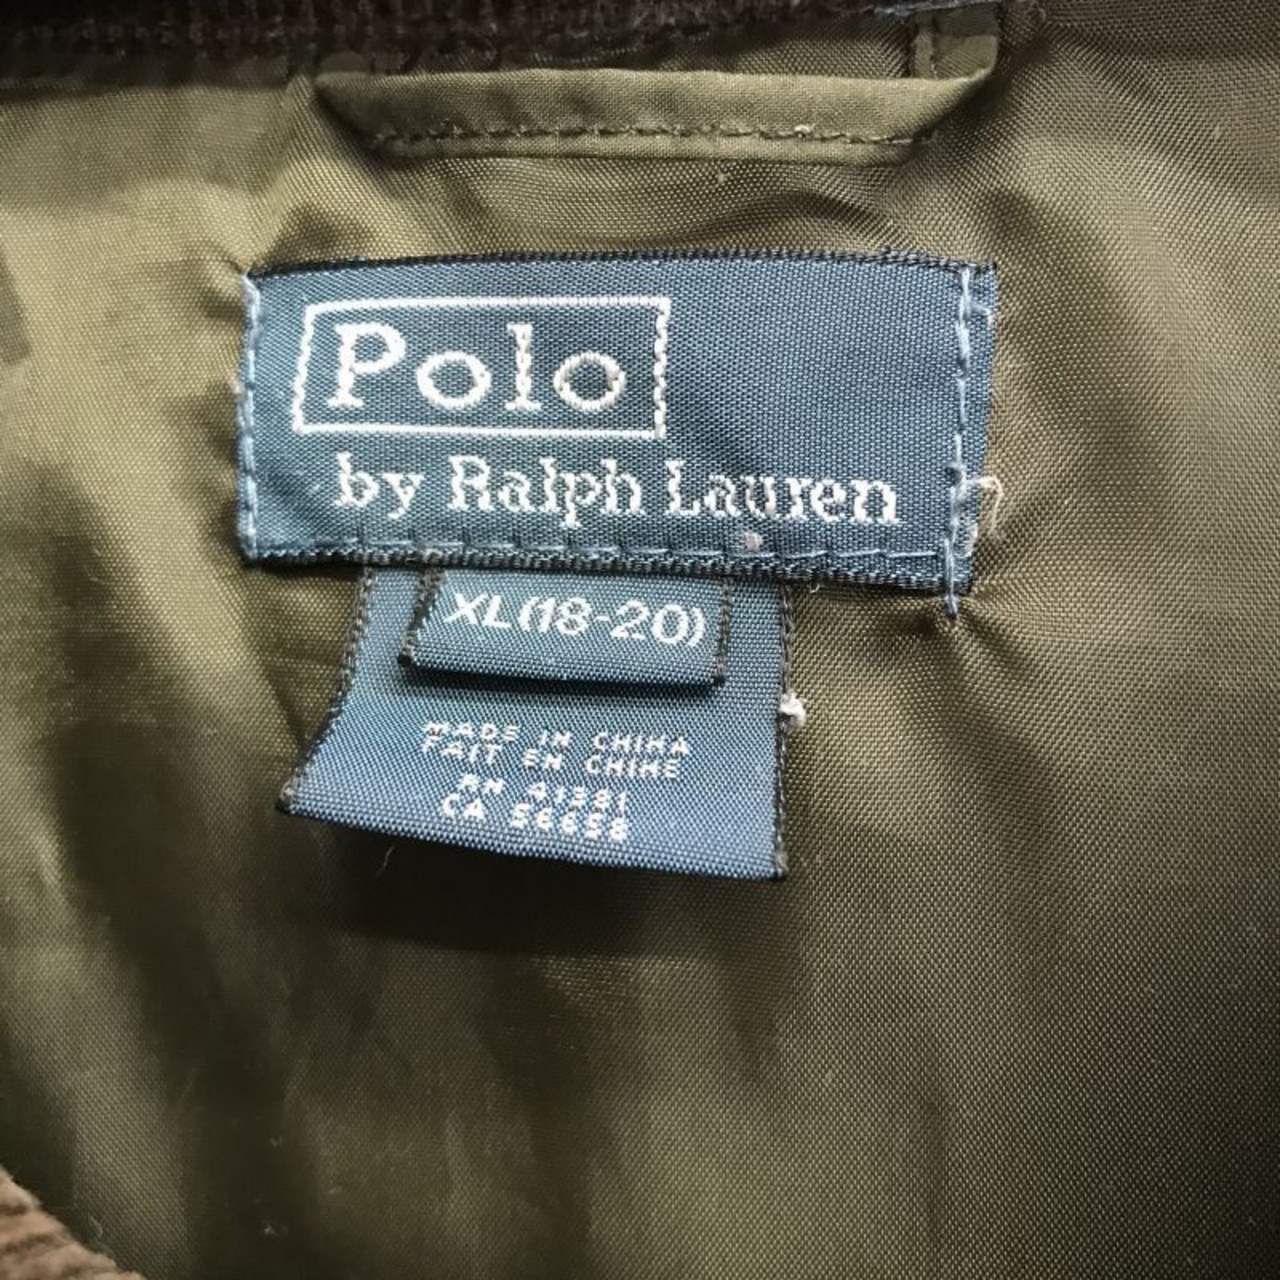 Polo
by Ralph Lauren
XL(18-20)
MADE IN CHINA
FAIT EN CHINE
RN 41381
CA 56658